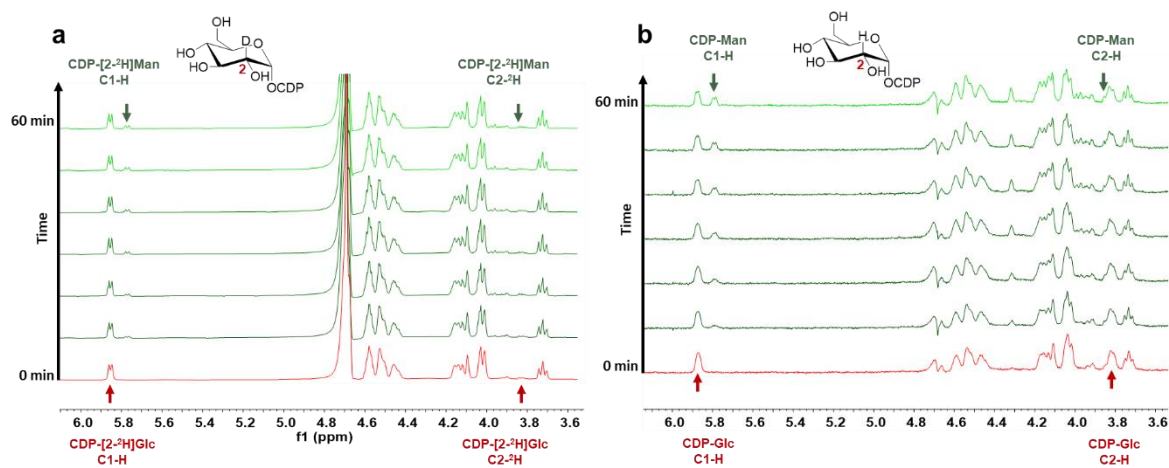 a
OH
D
HO
O
HO
2
OH
OCDP
CDP-[2-²H]Man
C1-H
CDP-[2-²H]Man
C2-²H
60 min
Time
0 min
6.0 5.8 5.6 5.4 5.2 5.0 4.8 4.6 4.4 4.2 4.0 3.8 3.6
f1 (ppm)
CDP-[2-²H]Glc
C1-H
CDP-[2-²H]Glc
C2-²H
b
OH
H
HO
O
HO
2
OH
OCDP
CDP-Man
C1-H
CDP-Man
C2-H
60 min
Time
0 min
6.0 5.8 5.6 5.4 5.2 5.0 4.8 4.6 4.4 4.2 4.0 3.8 3.6
CDP-Glc
C1-H
CDP-Glc
C2-H